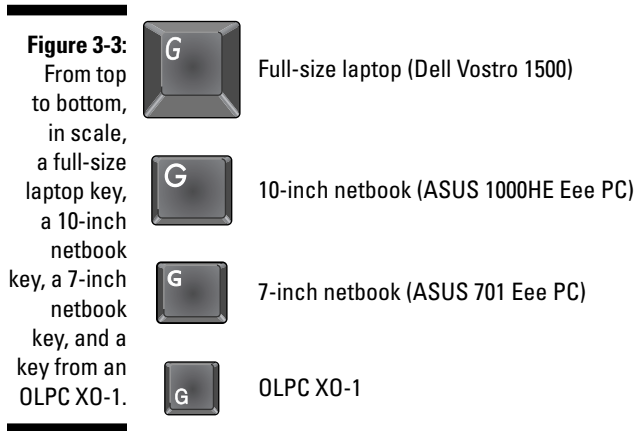 Figure 3-3:
From top
to bottom,
in scale,
a full-size
laptop key,
a 10-inch
netbook
key, a 7-inch
netbook
key, and a
key from an
OLPC XO-1.
G
Full-size laptop (Dell Vostro 1500)
G
10-inch netbook (ASUS 1000HE Eee PC)
G
7-inch netbook (ASUS 701 Eee PC)
G
OLPC XO-1